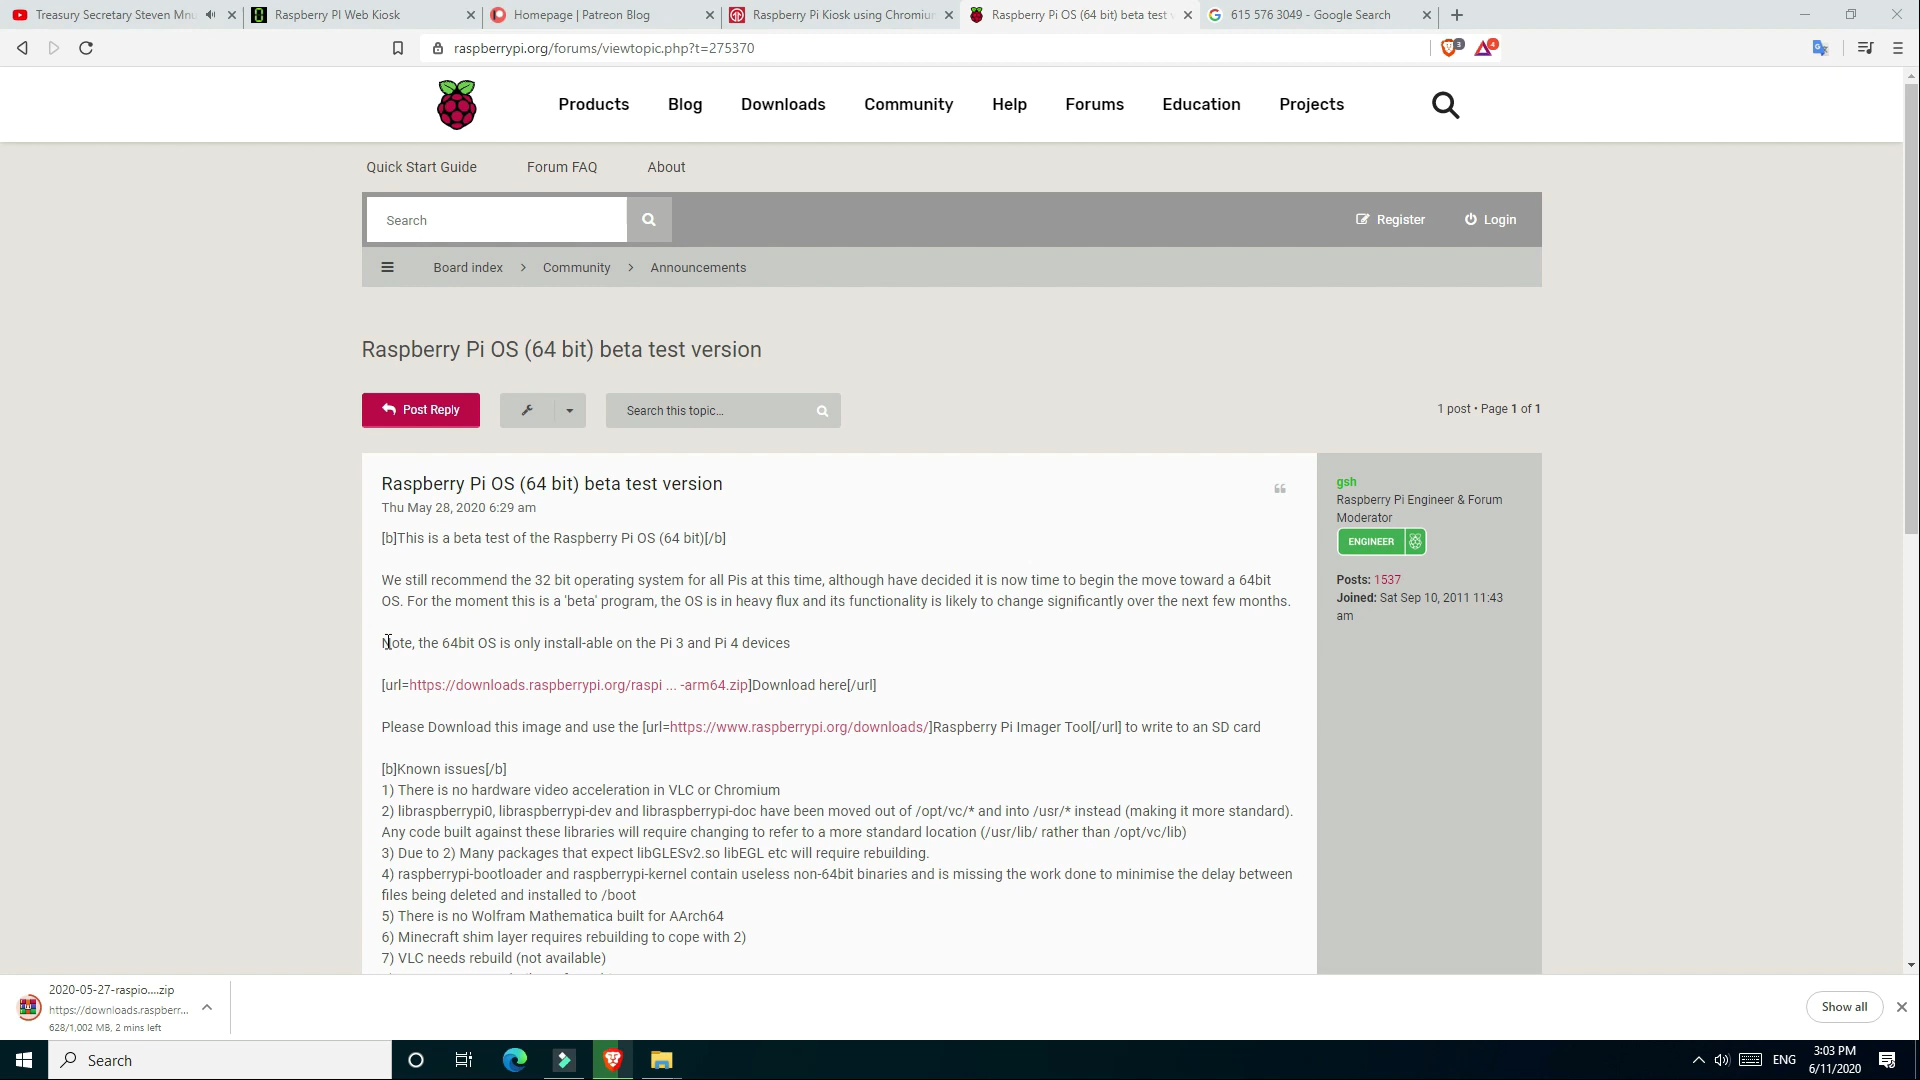 Treasury Secretary Steven Mnu
Raspberry PI Web Kiosk
Homepage | Patreon Blog
Raspberry Pi Kiosk using Chromium
Raspberry Pi OS (64 bit) beta test v
615 576 3049 - Google Search
raspberrypi.org/forums/viewtopic.php?t=275370
3
4
Products
Blog
Downloads
Community
Help
Forums
Education
Projects
Quick Start Guide
Forum FAQ
About
Search
Register
Login
Board index > Community > Announcements
Raspberry Pi OS (64 bit) beta test version
Post Reply
Search this topic...
1 post • Page 1 of 1
Raspberry Pi OS (64 bit) beta test version
Thu May 28, 2020 6:29 am
[b]This is a beta test of the Raspberry Pi OS (64 bit)[/b]
We still recommend the 32 bit operating system for all Pis at this time, although have decided it is now time to begin the move toward a 64bit
OS. For the moment this is a 'beta' program, the OS is in heavy flux and its functionality is likely to change significantly over the next few months.
Note, the 64bit OS is only install-able on the Pi 3 and Pi 4 devices
[url=https://downloads.raspberrypi.org/raspi ... -arm64.zip]Download here[/url]
Please Download this image and use the [url=https://www.raspberrypi.org/downloads/]Raspberry Pi Imager Tool[/url] to write to an SD card
[b]Known issues[/b]
1) There is no hardware video acceleration in VLC or Chromium
2) libraspberrypi0, libraspberrypi-dev and libraspberrypi-doc have been moved out of /opt/vc/* and into /usr/* instead (making it more standard).
Any code built against these libraries will require changing to refer to a more standard location (/usr/lib/ rather than /opt/vc/lib)
3) Due to 2) Many packages that expect libGLESv2.so libEGL etc will require rebuilding.
4) raspberrypi-bootloader and raspberrypi-kernel contain useless non-64bit binaries and is missing the work done to minimise the delay between
files being deleted and installed to /boot
5) There is no Wolfram Mathematica built for AArch64
6) Minecraft shim layer requires rebuilding to cope with 2)
7) VLC needs rebuild (not available)
gsh
Raspberry Pi Engineer & Forum
Moderator
ENGINEER
Posts: 1537
Joined: Sat Sep 10, 2011 11:43
am
2020-05-27-raspio....zip
https://downloads.raspberr...
628/1,002 MB, 2 mins left
Show all
Search
ENG
3:03 PM
6/11/2020